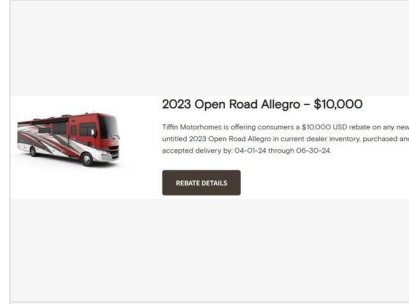 2023 Open Road Allegro – $10,000
Tiffin Motorhomes is offering consumers a $10,000 USD rebate on any new
untitled 2023 Open Road Allegro in current dealer inventory, purchased and
accepted delivery by: 04-01-24 through 06-30-24.
REBATE DETAILS